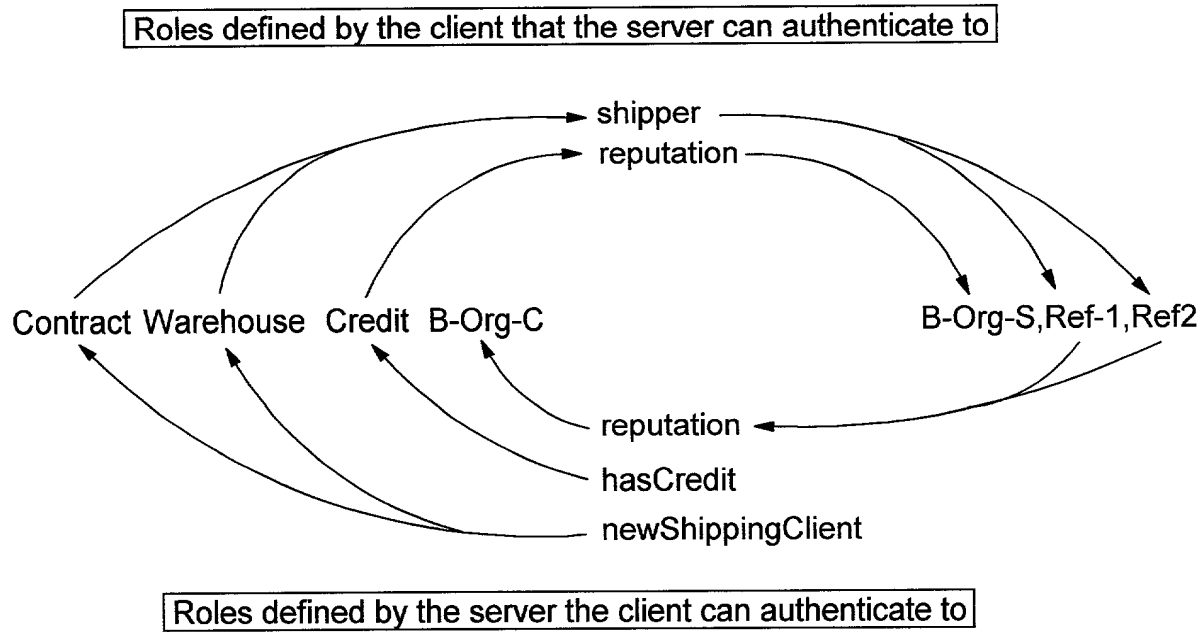 Roles defined by the client that the server can authenticate to
shipper
reputation
Contract Warehouse Credit B-Org-C
B-Org-S,Ref-1,Ref2
reputation
hasCredit
newShippingClient
Roles defined by the server the client can authenticate to